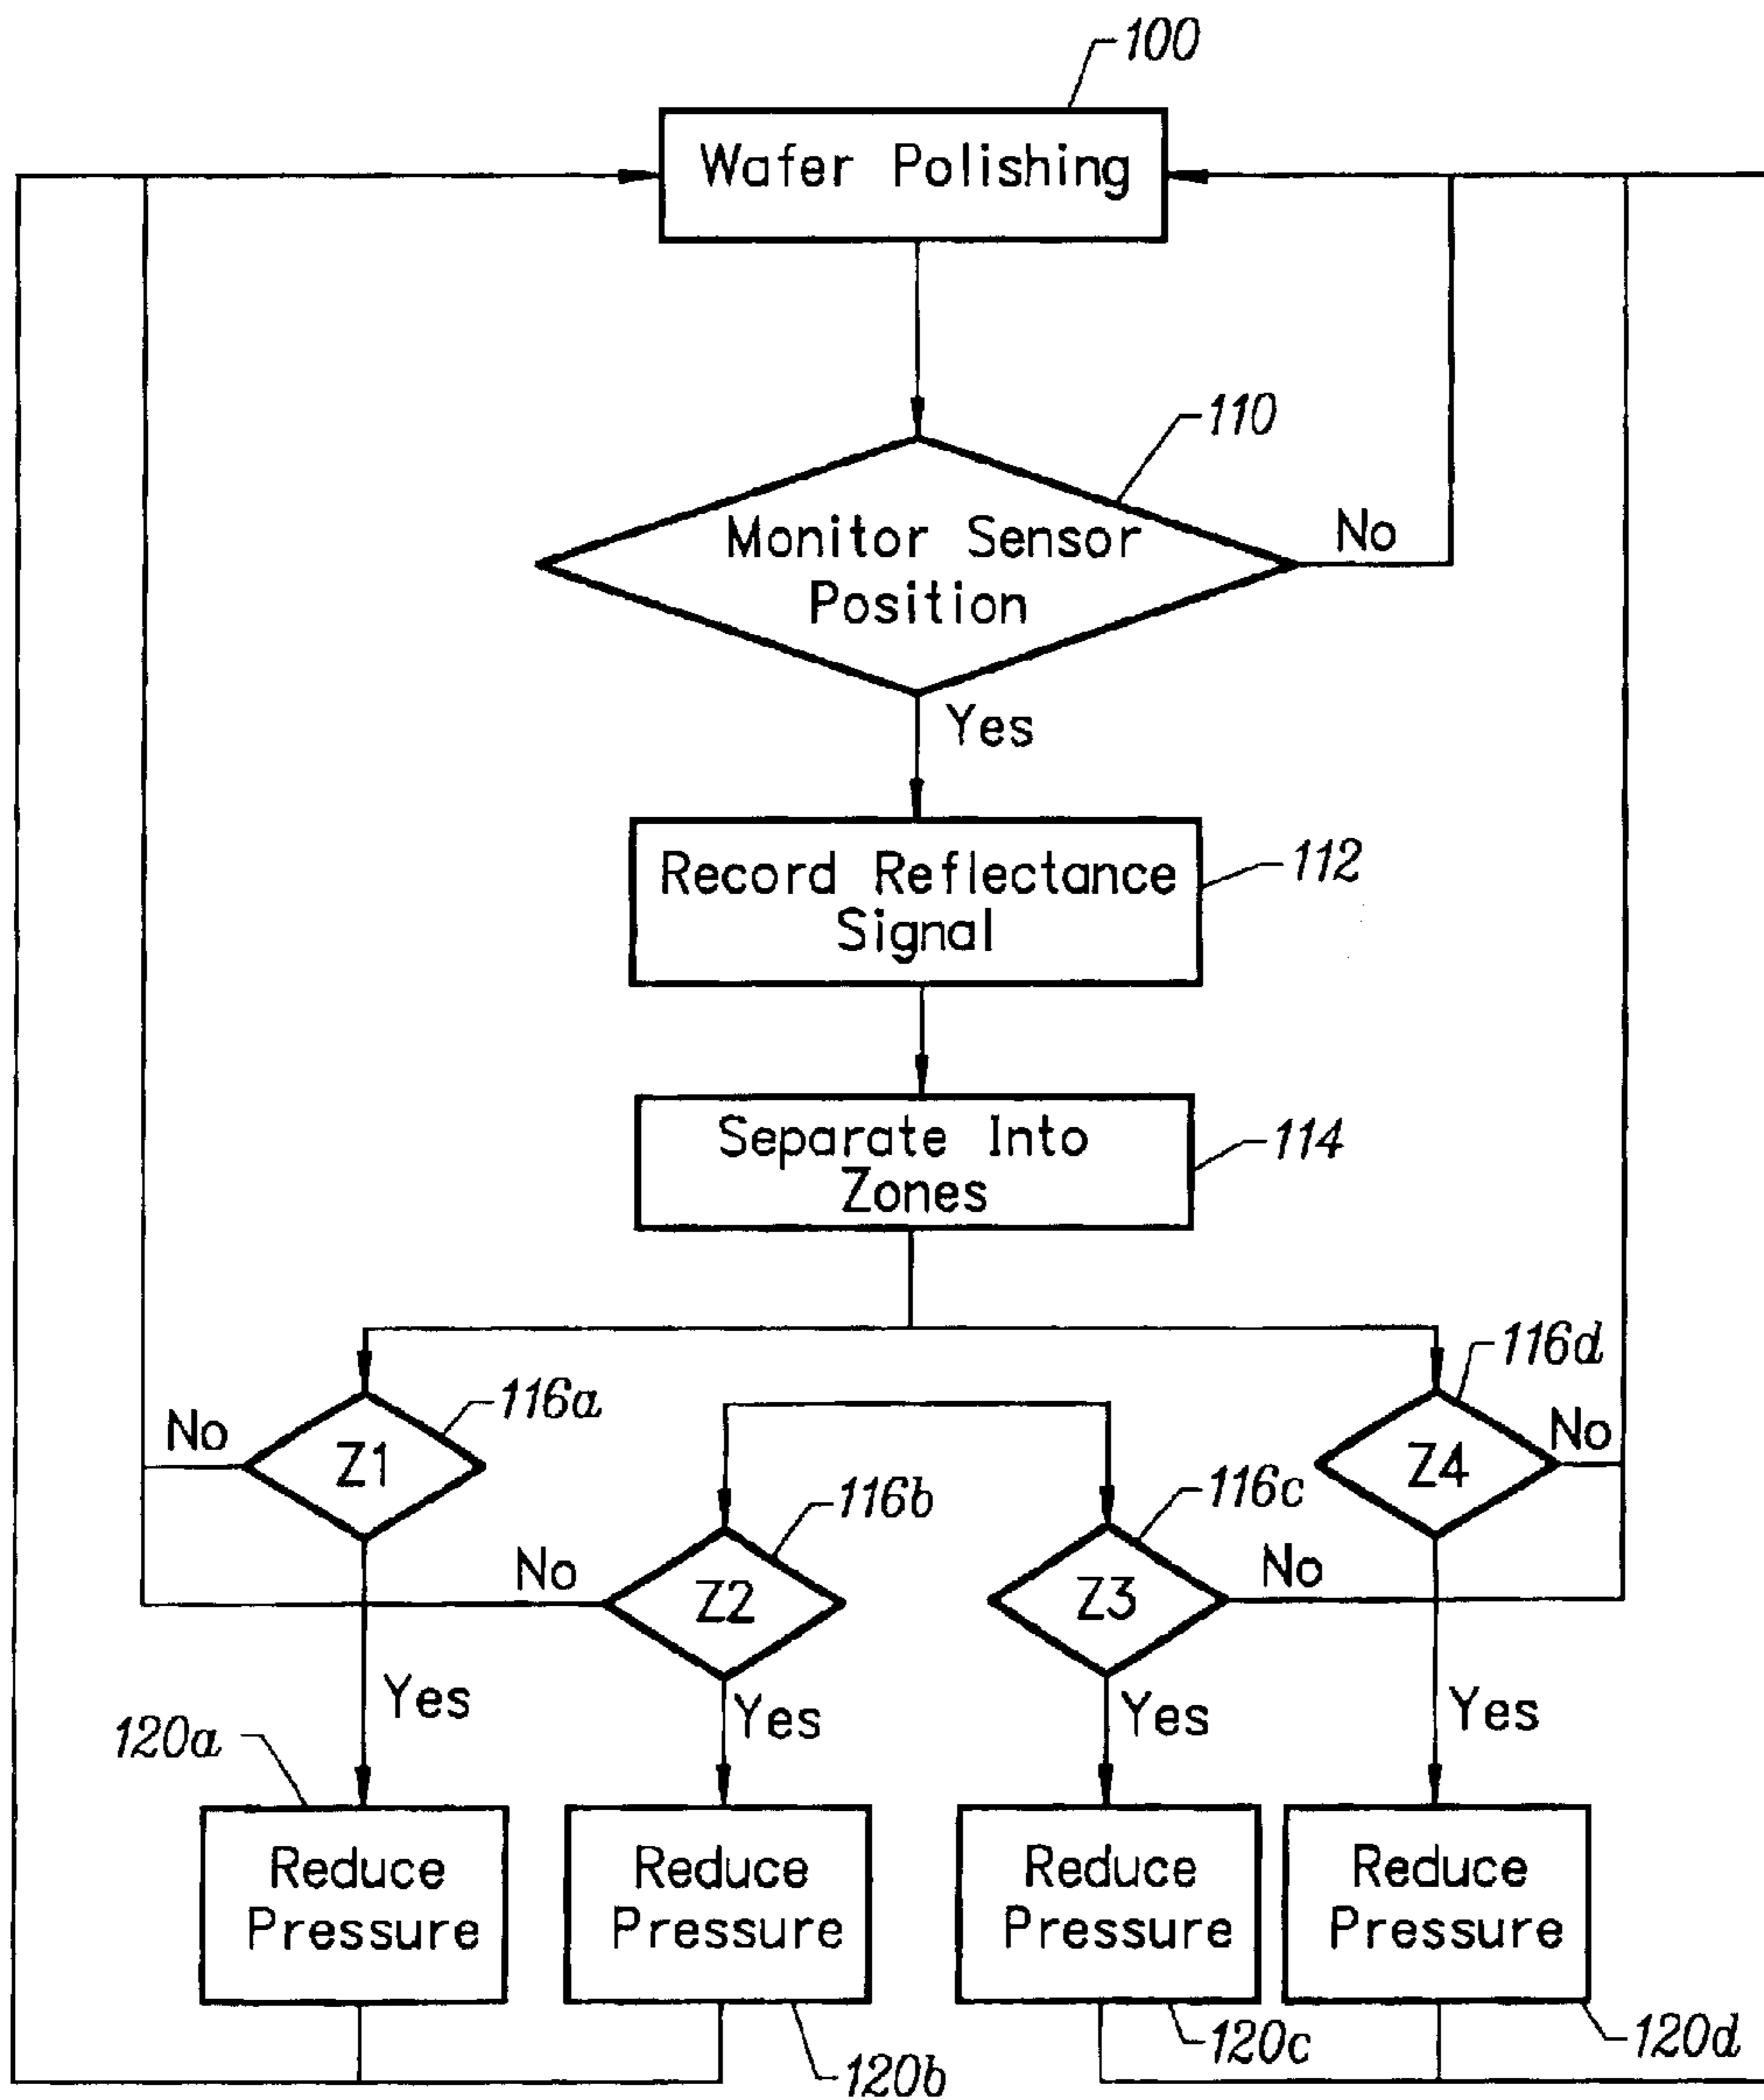 100
Wafer Polishing
110
Monitor Sensor
Position
No
Yes
Record Reflectance
Signal
112
Separate Into
Zones
114
116a
116d
No
Z1
Z4
No
116b
116c
No
Z2
Z3
No
Yes
Yes
Yes
Yes
120a
Reduce
Pressure
Reduce
Pressure
Reduce
Pressure
Reduce
Pressure
120b
120c
120d